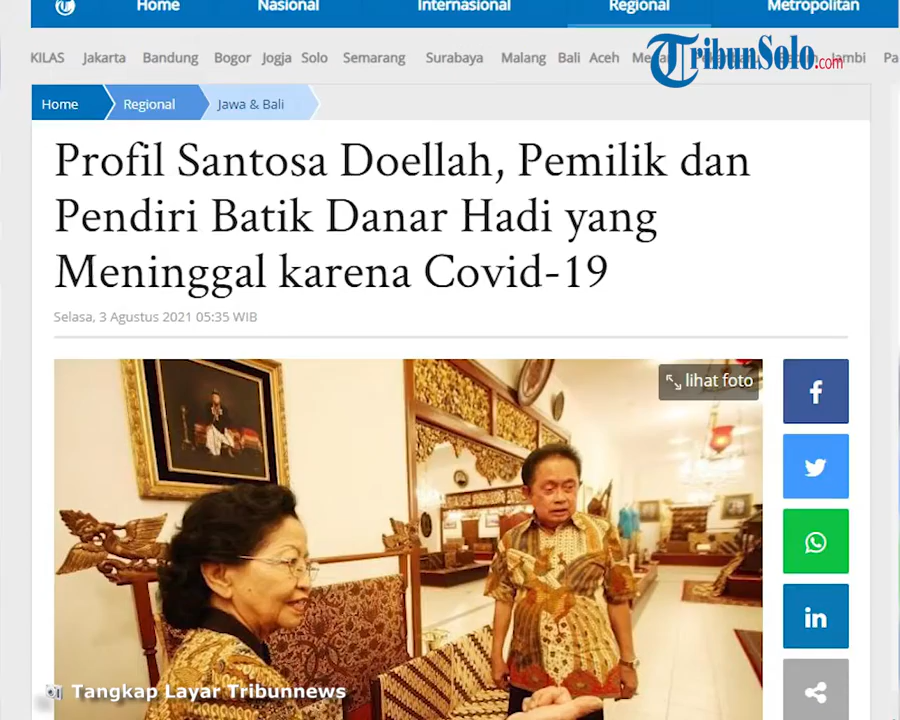 Home Nasional Internasional Regional Metropolitan
KILAS Jakarta Bandung Bogor Jogja Solo Semarang Surabaya Malang Bali Aceh
TribunSolo.com
Home Regional Jawa & Bali
Profil Santosa Doellah, Pemilik dan
Pendiri Batik Danar Hadi yang
Meninggal karena Covid-19
Selasa, 3 Agustus 2021 05:35 WIB
lihat foto
Tangkap Layar Tribunnews